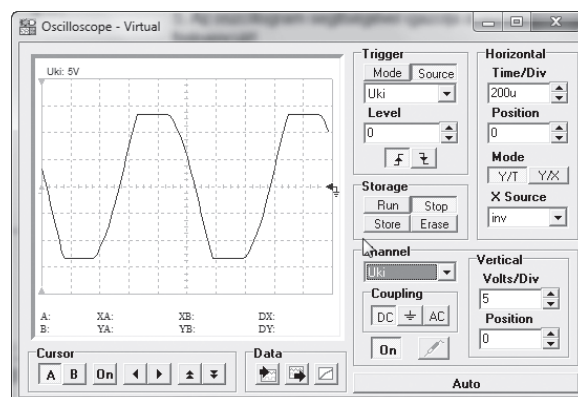 Oscilloscope - Virtual
Uki: 5V
A: XA: XB: DX:
B: YA: YB: DY:
Cursor
A B On
Data
Trigger
Mode Source
Uki
Level
0
Storage
Run Stop
Store Erase
Channel
Uki
Coupling
DC AC
On
Horizontal
Time/Div
200u
Position
0
Mode
Y/T Y/X
X Source
inv
Vertical
Volts/Div
5
Position
0
Auto